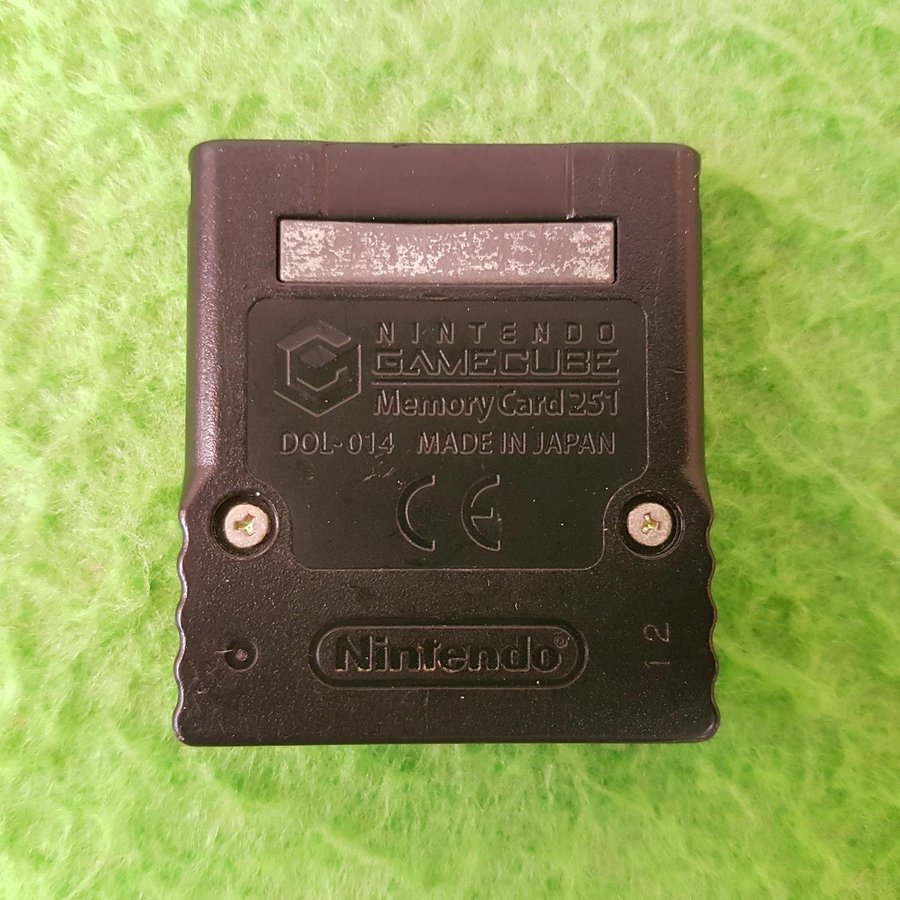 NINTENDO
GAMECUBE
Memory Card 251
DOL-014 MADE IN JAPAN
CE
Nintendo®
12